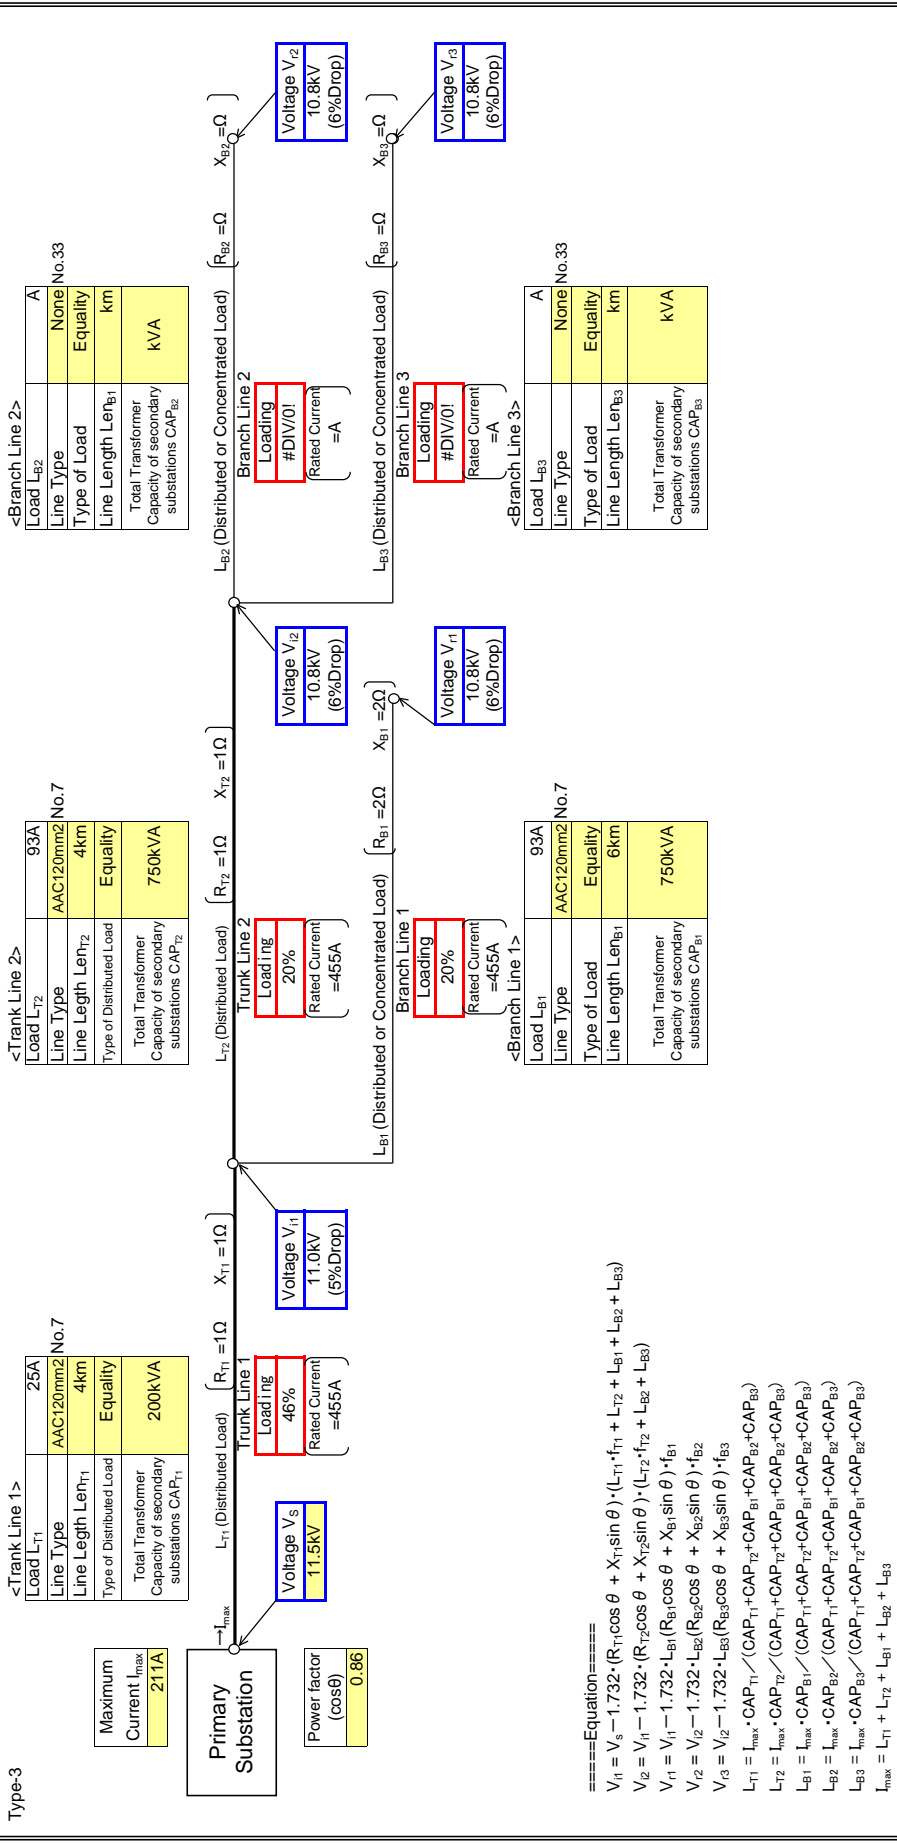 Type-3
Maximum
Current Imax
211A
Primary
Substation
Power factor
(cosθ)
0.86
→Imax
Voltage VS
11.5kV
<Trank Line 1>
Load LT1 25A
Line Type AAC120mm2 No.7
Line Legth LenT1 4km
Type of Distributed Load Equality
Total Transformer
Capacity of secondary
substations CAPT1
200kVA
LT1 (Distributed Load) (RT1 =1Ω XT1 =1Ω)
Trunk Line 1
Loading
46%
(Rated Current
=455A)
Voltage Vi1
11.0kV
(5%Drop)
<Trank Line 2>
Load LT2 93A
Line Type AAC120mm2 No.7
Line Legth LenT2 4km
Type of Distributed Load Equality
Total Transformer
Capacity of secondary
substations CAPT2
750kVA
LT2 (Distributed Load) (RT2 =1Ω XT2 =1Ω)
Trunk Line 2
Loading
20%
(Rated Current
=455A)
Voltage Vi2
10.8kV
(6%Drop)
LB1 (Distributed or Concentrated Load) (RB1 =2Ω XB1 =2Ω)
Branch Line 1
Loading
20%
(Rated Current
=455A)
Voltage Vr1
10.8kV
(6%Drop)
<Branch Line 1>
Load LB1 93A
Line Type AAC120mm2 No.7
Type of Load Equality
Line Length LenB1 6km
Total Transformer
Capacity of secondary
substations CAPB1
750kVA
<Branch Line 2>
Load LB2 A
Line Type None No.33
Type of Load Equality
Line Length LenB1 km
Total Transformer
Capacity of secondary
substations CAPB2
kVA
LB2 (Distributed or Concentrated Load) (RB2 =Ω XB2 =Ω)
Branch Line 2
Loading
#DIV/0!
(Rated Current
=A)
Voltage Vr2
10.8kV
(6%Drop)
LB3 (Distributed or Concentrated Load) (RB3 =Ω XB3 =Ω)
Branch Line 3
Loading
#DIV/0!
(Rated Current
=A)
Voltage Vr3
10.8kV
(6%Drop)
<Branch Line 3>
Load LB3 A
Line Type None No.33
Type of Load Equality
Line Length LenB3 km
Total Transformer
Capacity of secondary
substations CAPB3
kVA
=====Equation=====
Vi1 = Vs－1.732・(RT1cos θ + XT1sin θ)・(LT1・fT1 + LT2 + LB1 + LB2 + LB3)
Vi2 = Vi1－1.732・(RT2cos θ + XT2sin θ)・(LT2・fT2 + LB2 + LB3)
Vr1 = Vi1－1.732・LB1(RB1cos θ + XB1sin θ)・fB1
Vr2 = Vi2－1.732・LB2(RB2cos θ + XB2sin θ)・fB2
Vr3 = Vi2－1.732・LB3(RB3cos θ + XB3sin θ)・fB3
LT1 = Imax・CAPT1／(CAPT1+CAPT2+CAPB1+CAPB2+CAPB3)
LT2 = Imax・CAPT2／(CAPT1+CAPT2+CAPB1+CAPB2+CAPB3)
LB1 = Imax・CAPB1／(CAPT1+CAPT2+CAPB1+CAPB2+CAPB3)
LB2 = Imax・CAPB2／(CAPT1+CAPT2+CAPB1+CAPB2+CAPB3)
LB3 = Imax・CAPB3／(CAPT1+CAPT2+CAPB1+CAPB2+CAPB3)
Imax = LT1 + LT2 + LB1 + LB2 + LB3